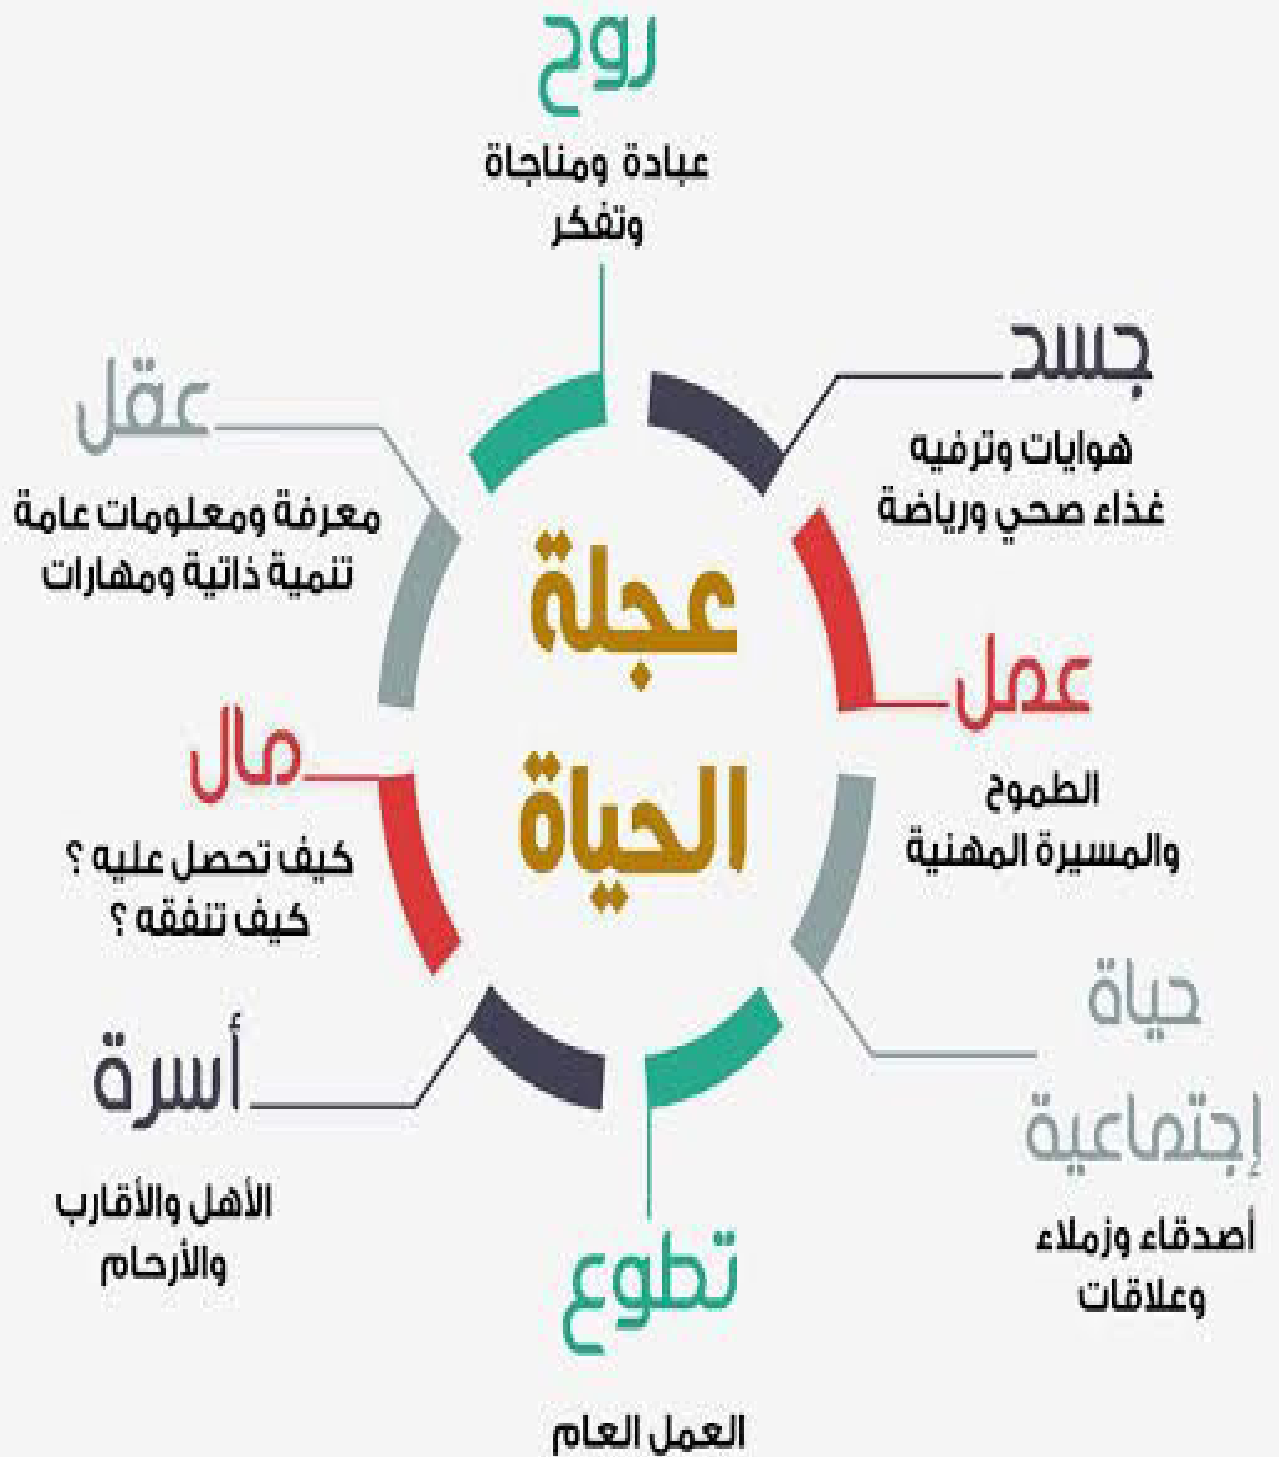 روح
عبادة ومناجاة
وتفكر
جسد
هوايات وترفيه
غذاء صحي ورياضة
عمل
الطموح
والمسيرة المهنية
حياة
إجتماعية
أصدقاء وزملاء
وعلاقات
تطوع
العمل العام
أسرة
الأهل والأقارب
والأرحام
مال
كيف تحصل عليه ؟
كيف تنفقه ؟
عقل
معرفة ومعلومات عامة
تنمية ذاتية ومهارات
عجلة
الحياة